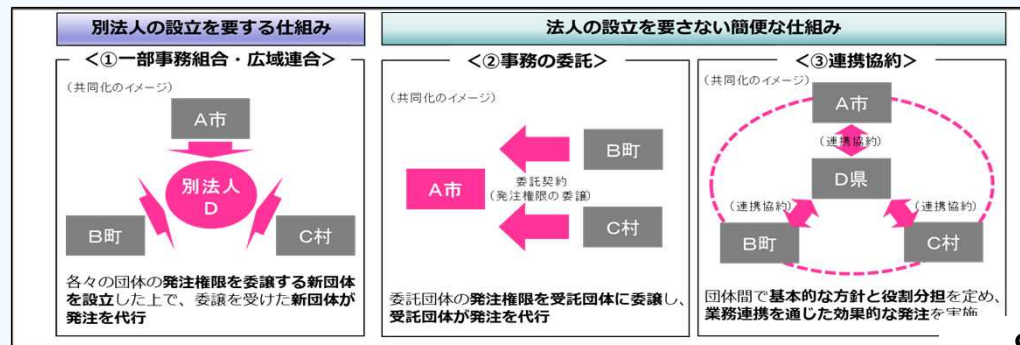 別法人の設立を要する仕組み
法人の設立を要さない簡便な仕組み
<①一部事務組合・広域連合>
(共同化のイメージ)
A市
別法人
D
B町
C村
各々の団体の発注権限を委譲する新団体
を設立した上で、委譲を受けた新団体が
発注を代行
<②事務の委託>
(共同化のイメージ)
B町
A市
委託契約
(発注権限の委譲)
C村
委託団体の発注権限を受託団体に委譲し、
受託団体が発注を代行
<③連携協約>
(共同化のイメージ)
A市
(連携協約)
D県
(連携協約)
(連携協約)
B町
C村
団体間で基本的な方針と役割分担を定め、
業務連携を通じた効果的な発注を実施